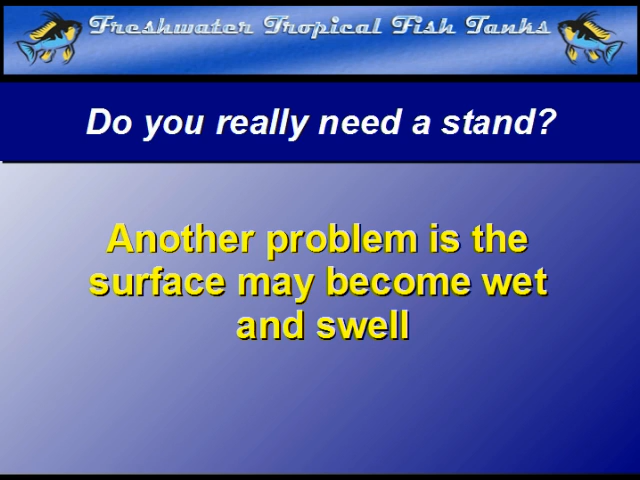 Freshwater Tropical Fish Tanks
Do you really need a stand?
Another problem is the
surface may become wet
and swell